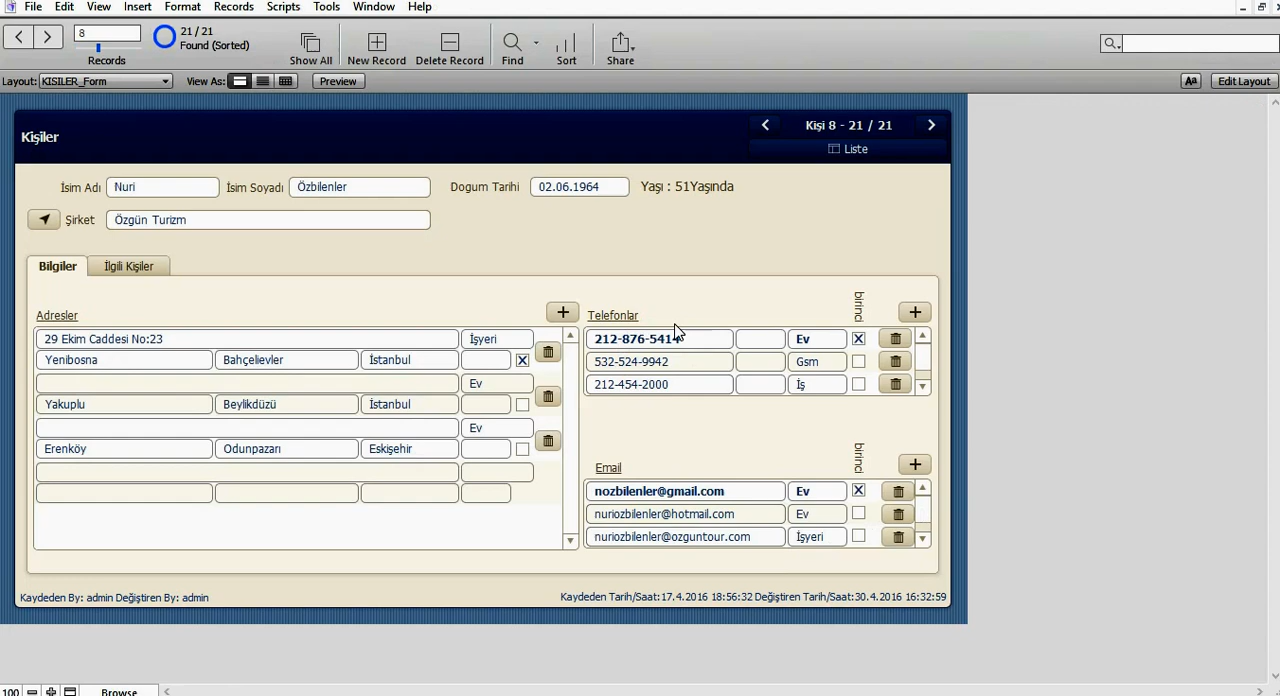 File Edit View Insert Format Records Scripts Tools Window Help
8
21 / 21
Found (Sorted)
Records
Show All
New Record
Delete Record
Find
Sort
Share
Layout: KISILER_Form
View As:
Preview
Aa
Edit Layout
Kişiler
Kişi 8 - 21 / 21
Liste
İsim Adı Nuri
İsim Soyadı Özbilenler
Dogum Tarihi 02.06.1964
Yaşı : 51Yaşında
Şirket Özgün Turizm
Bilgiler
İlgili Kişiler
Adresler
29 Ekim Caddesi No:23 İşyeri
Yenibosna Bahçelievler İstanbul
Ev
Yakuplu Beylikdüzü İstanbul
Ev
Erenköy Odunpazarı Eskişehir
Telefonlar
birinci
212-876-5414 Ev
532-524-9942 Gsm
212-454-2000 İş
Email
birinci
nozbilenler@gmail.com Ev
nuriozbilenler@hotmail.com Ev
nuriozbilenler@ozguntour.com İşyeri
Kaydeden By: admin Değiştiren By: admin
Kaydeden Tarih/Saat:17.4.2016 18:56:32 Değiştiren Tarih/Saat:30.4.2016 16:32:59
100
Browse